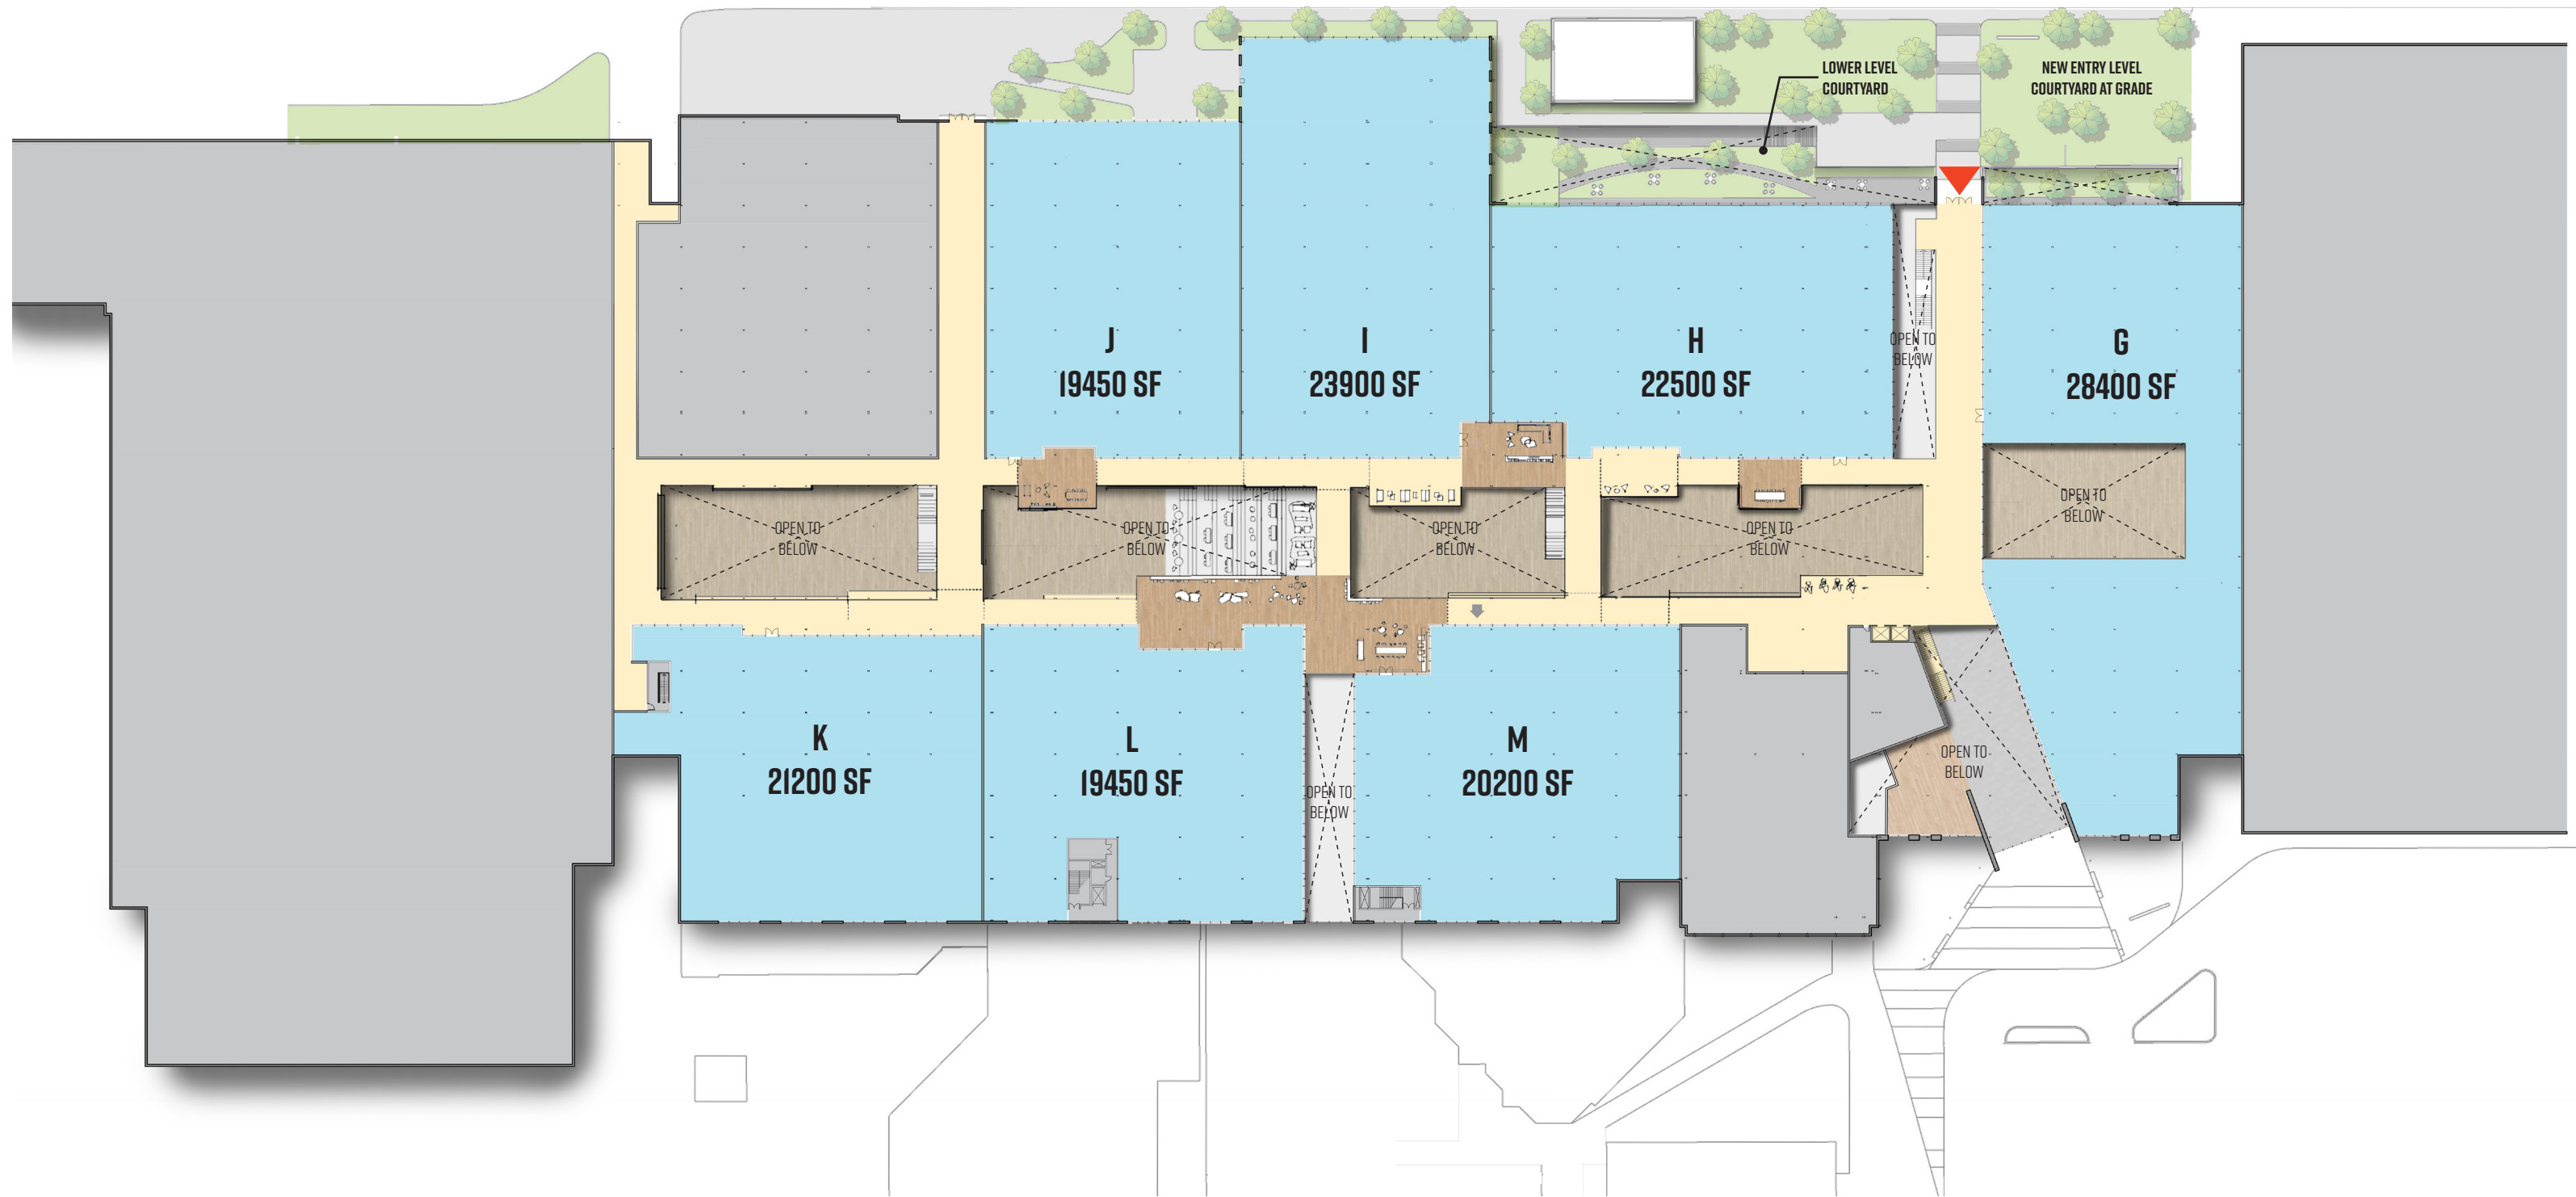 LOWER LEVEL
COURTYARD
NEW ENTRY LEVEL
COURTYARD AT GRADE
J
19450 SF
I
23900 SF
H
22500 SF
OPEN TO
BELOW
G
28400 SF
OPEN TO
BELOW
OPEN TO
BELOW
OPEN TO
BELOW
OPEN TO
BELOW
OPEN TO
BELOW
K
21200 SF
L
19450 SF
OPEN TO
BELOW
M
20200 SF
OPEN TO
BELOW